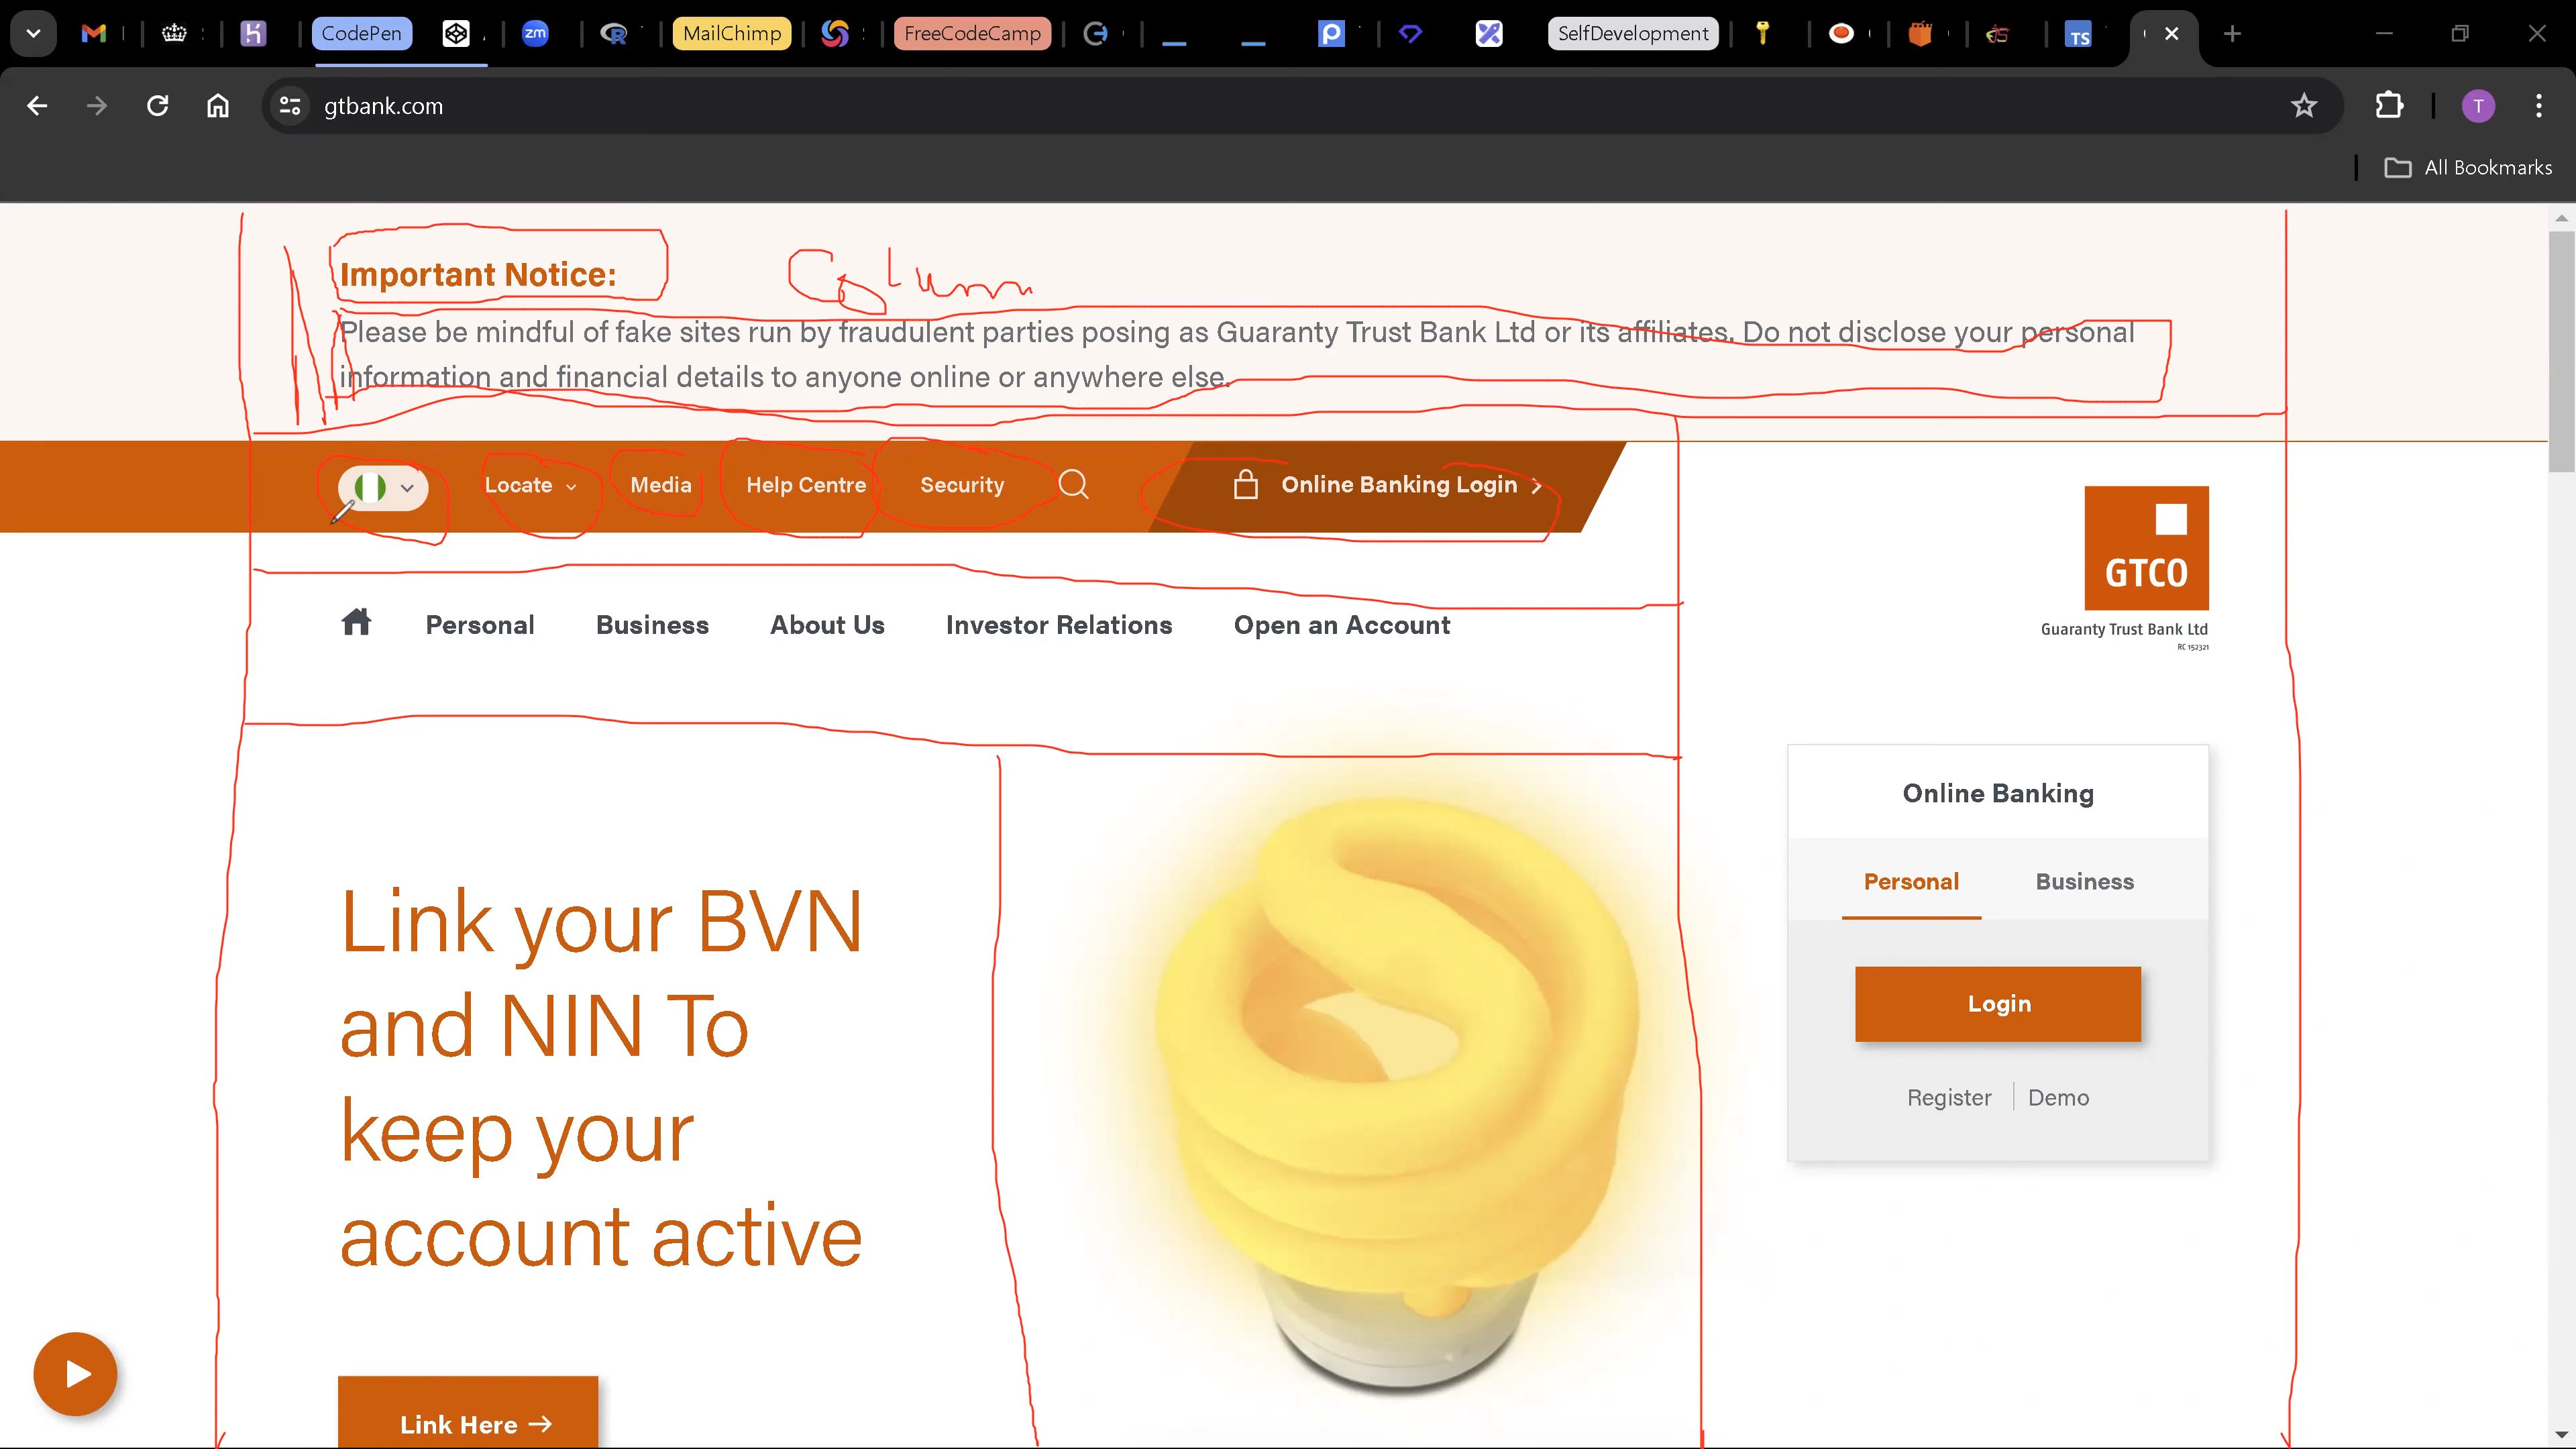 CodePen
zm
MailChimp
FreeCodeCamp
SelfDevelopment
TS
gtbank.com
T
All Bookmarks
Important Notice:
Column
Please be mindful of fake sites run by fraudulent parties posing as Guaranty Trust Bank Ltd or its affiliates. Do not disclose your personal
information and financial details to anyone online or anywhere else.
Locate
Media
Help Centre
Security
Online Banking Login
GTCO
Guaranty Trust Bank Ltd
RC 152321
Personal
Business
About Us
Investor Relations
Open an Account
Link your BVN
and NIN To
keep your
account active
Link Here →
Online Banking
Personal
Business
Login
Register
Demo